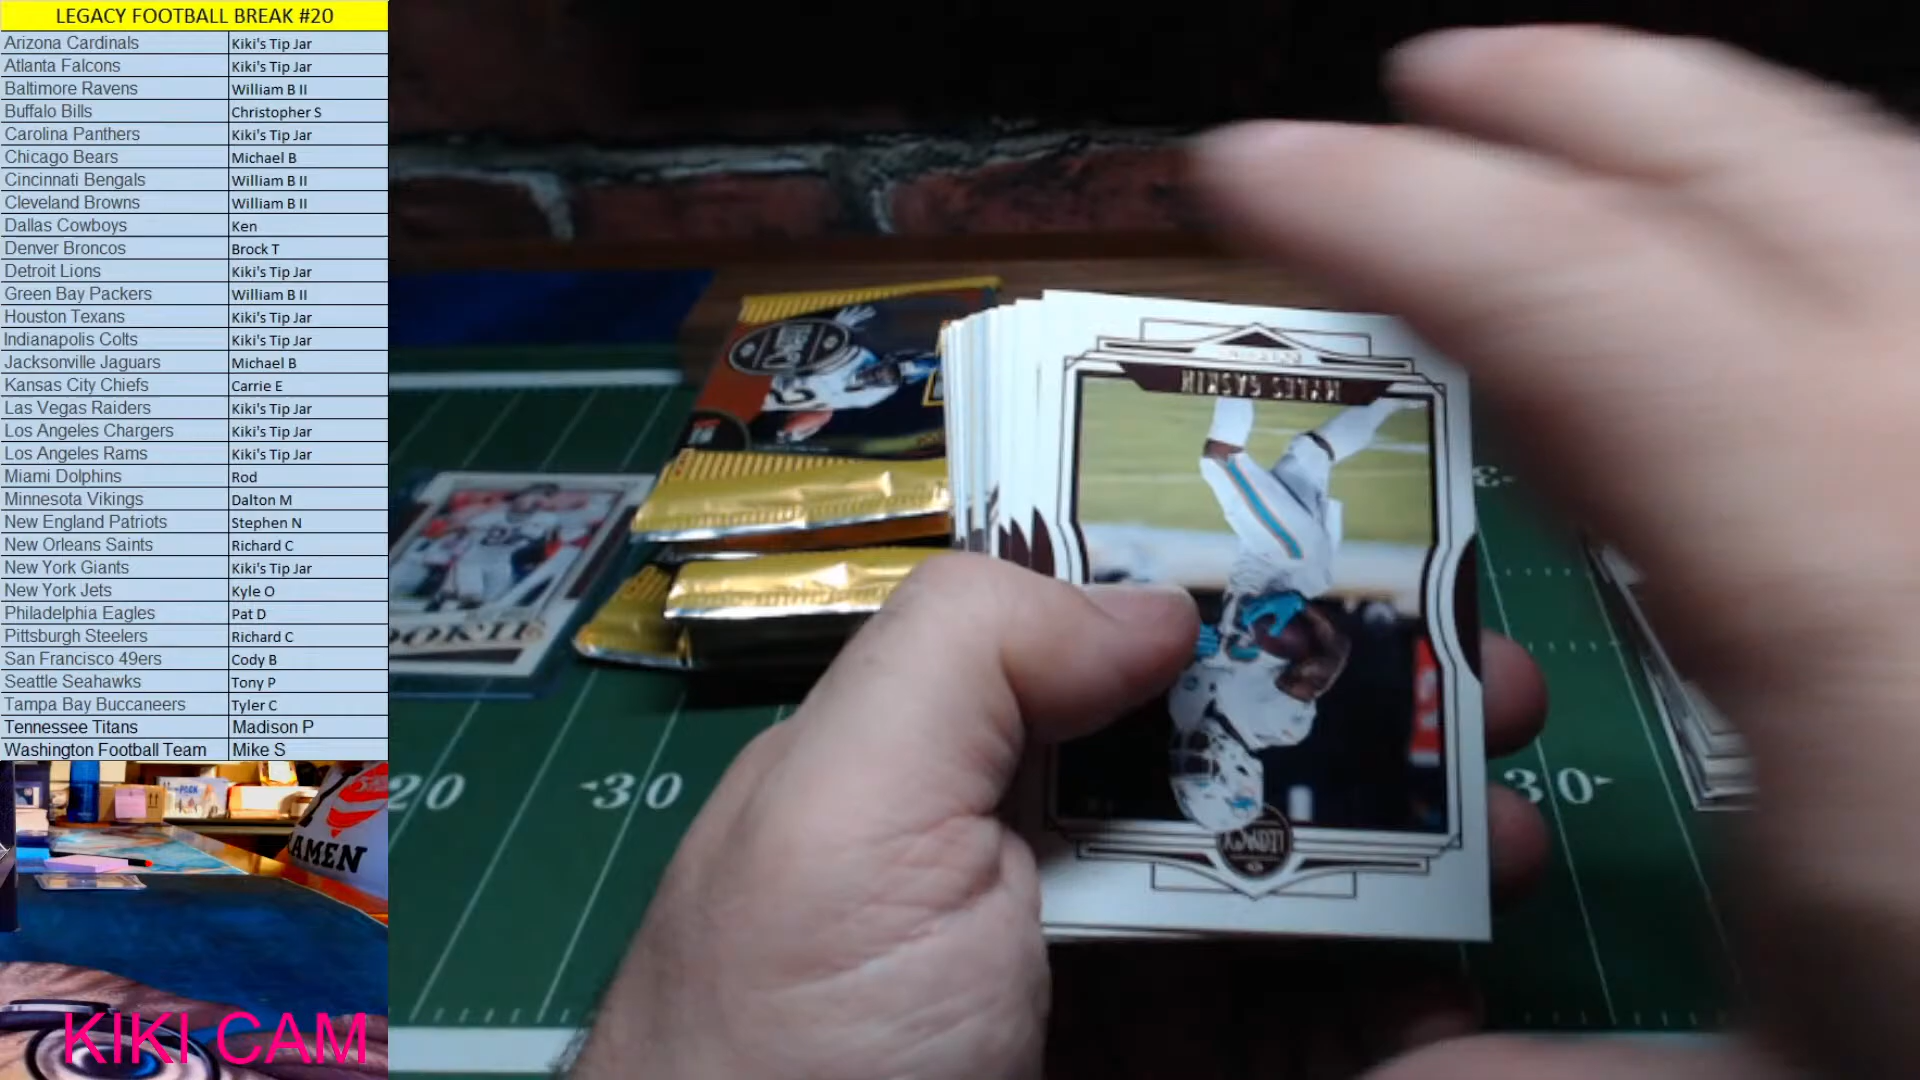 LEGACY FOOTBALL BREAK #20
Arizona Cardinals Kiki's Tip Jar
Atlanta Falcons Kiki's Tip Jar
Baltimore Ravens William B II
Buffalo Bills Christopher S
Carolina Panthers Kiki's Tip Jar
Chicago Bears Michael B
Cincinnati Bengals William B II
Cleveland Browns William B II
Dallas Cowboys Ken
Denver Broncos Brock T
Detroit Lions Kiki's Tip Jar
Green Bay Packers William B II
Houston Texans Kiki's Tip Jar
Indianapolis Colts Kiki's Tip Jar
Jacksonville Jaguars Michael B
Kansas City Chiefs Carrie E
Las Vegas Raiders Kiki's Tip Jar
Los Angeles Chargers Kiki's Tip Jar
Los Angeles Rams Kiki's Tip Jar
Miami Dolphins Rod
Minnesota Vikings Dalton M
New England Patriots Stephen N
New Orleans Saints Richard C
New York Giants Kiki's Tip Jar
New York Jets Kyle O
Philadelphia Eagles Pat D
Pittsburgh Steelers Richard C
San Francisco 49ers Cody B
Seattle Seahawks Tony P
Tampa Bay Buccaneers Tyler C
Tennessee Titans Madison P
Washington Football Team Mike S
MYLES GASKIN
LEGACY
20
30
30
RAMEN
KIKI CAM